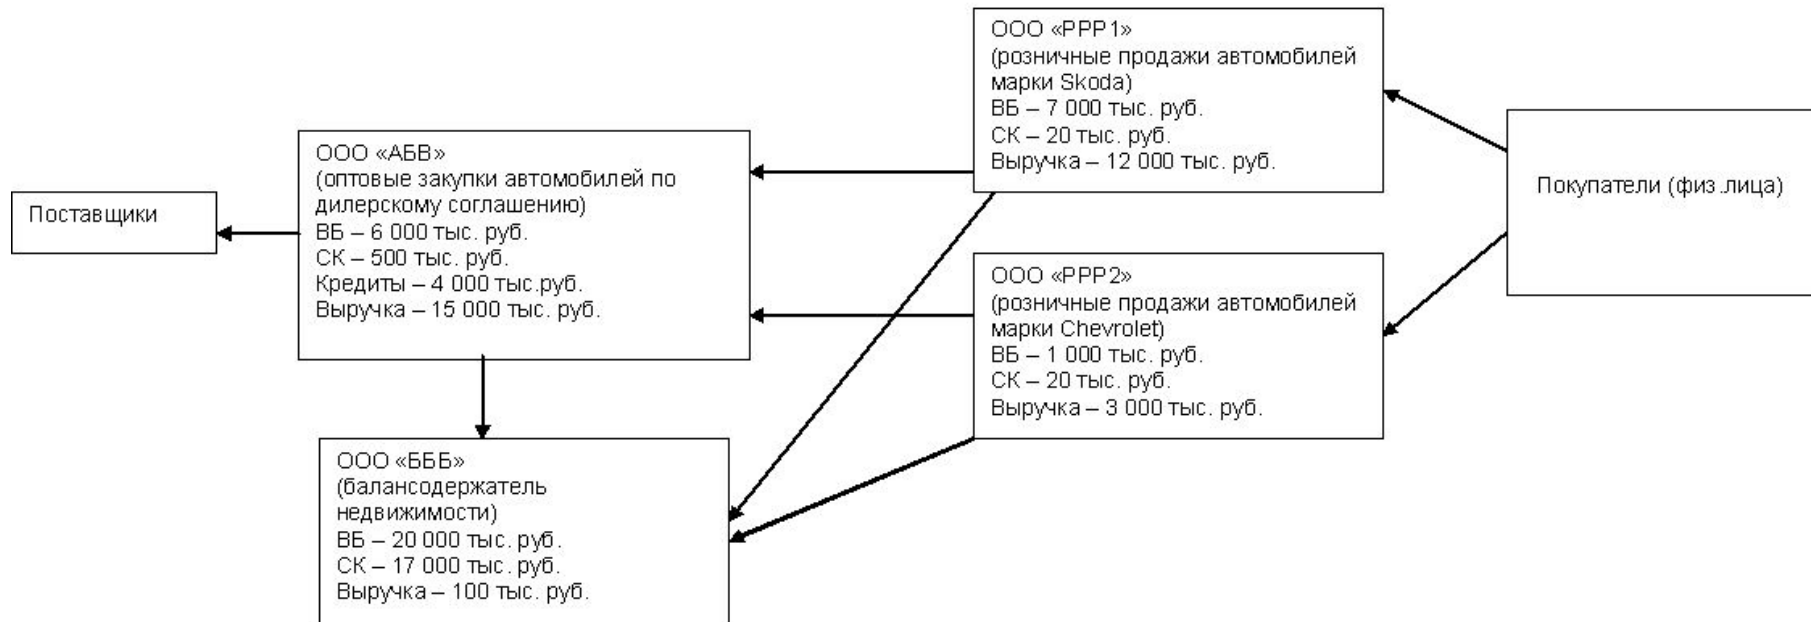 Поставщики
ООО «АБВ»
(оптовые закупки автомобилей по
дилерскому соглашению)
ВБ – 6 000 тыс. руб.
СК – 500 тыс. руб.
Кредиты – 4 000 тыс.руб.
Выручка – 15 000 тыс. руб.
ООО «БББ»
(балансодержатель
недвижимости)
ВБ – 20 000 тыс. руб.
СК – 17 000 тыс. руб.
Выручка – 100 тыс. руб.
ООО «РРР1»
(розничные продажи автомобилей
марки Skoda)
ВБ – 7 000 тыс. руб.
СК – 20 тыс. руб.
Выручка – 12 000 тыс. руб.
ООО «РРР2»
(розничные продажи автомобилей
марки Chevrolet)
ВБ – 1 000 тыс. руб.
СК – 20 тыс. руб.
Выручка – 3 000 тыс. руб.
Покупатели (физ.лица)